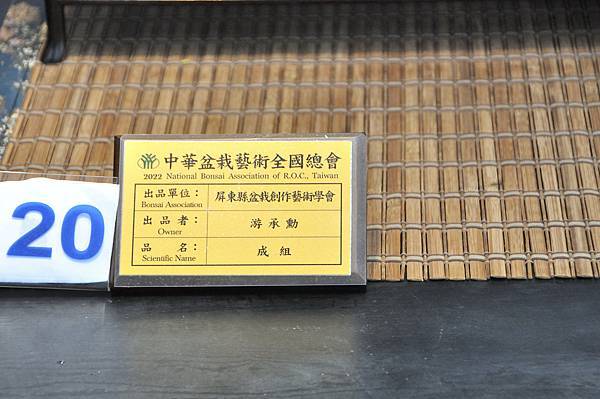 20
中華盆栽藝術全國總會
2022 National Bonsai Association of R.O.C., Taiwan
出品單位： 屏東縣盆栽創作藝術學會
Bonsai Association
出品者： 游承勳
Owner
品名： 成組
Scientific Name